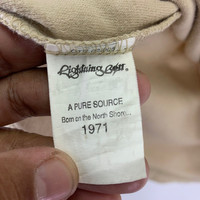 Lightning Bolt
A PURE SOURCE
Born on the North Shore...
1971